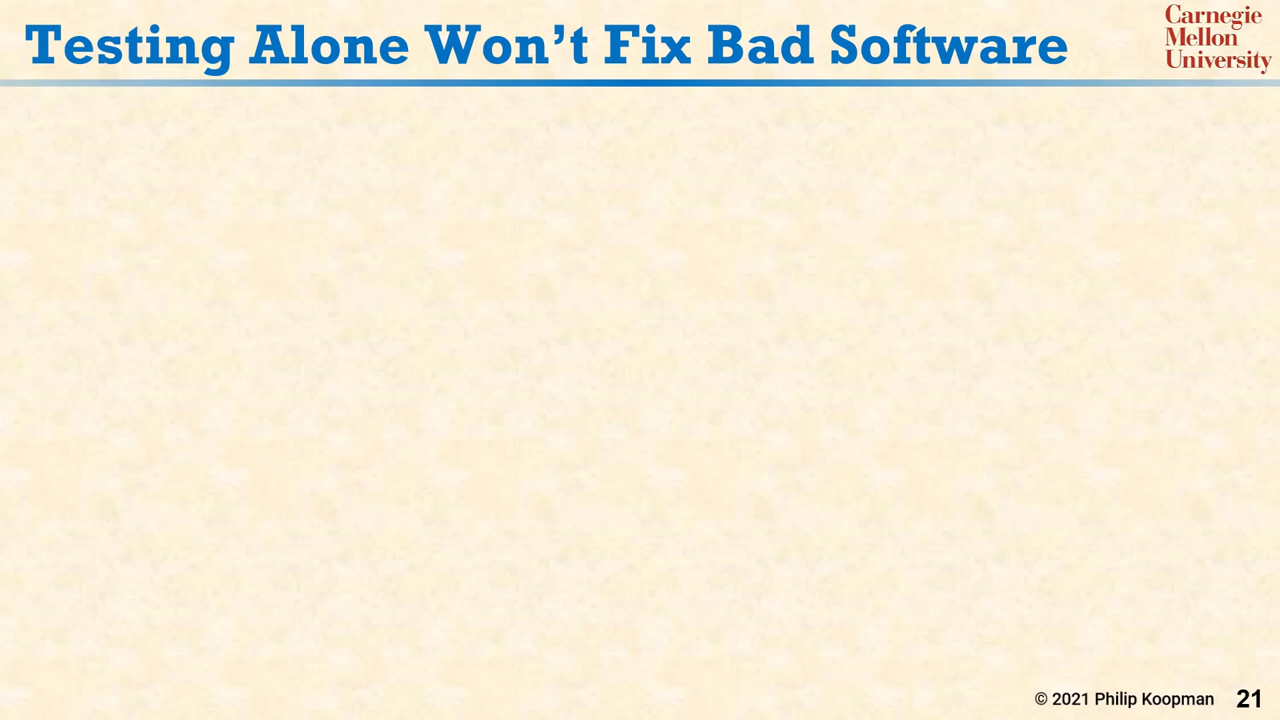 Testing Alone Won’t Fix Bad Software
Carnegie
Mellon
University
© 2021 Philip Koopman 21